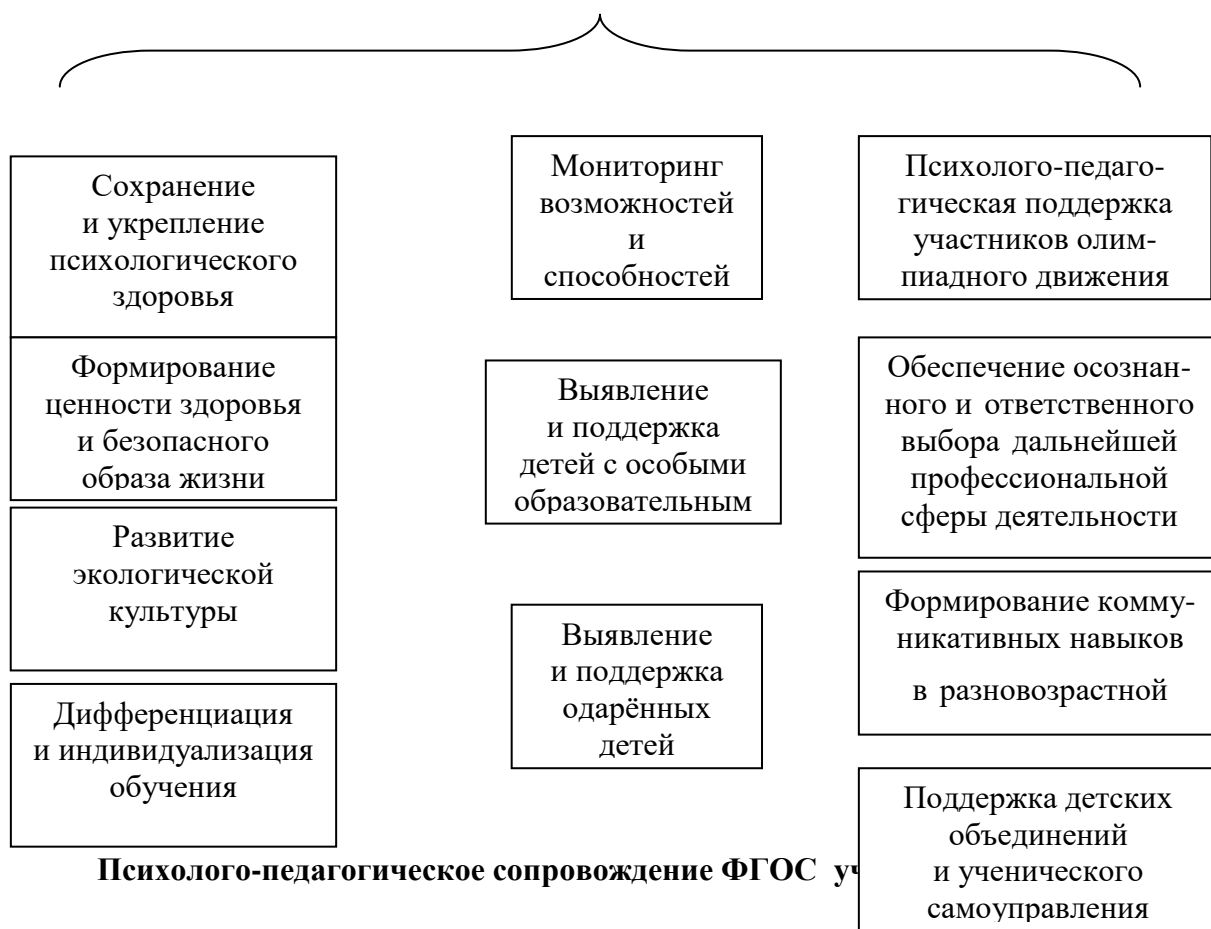 Сохранение
и укрепление
психологического
здоровья
Формирование
ценности здоровья
и безопасного
образа жизни
Развитие
экологической
культуры
Дифференциация
и индивидуализация
обучения
Мониторинг
возможностей
и
способностей
Выявление
и поддержка
детей с особыми
образовательным
Выявление
и поддержка
одарённых
детей
Психолого-педаго-
гическая поддержка
участников олим-
пиадного движения
Обеспечение осознан-
ного и ответственного
выбора дальнейшей
профессиональной
сферы деятельности
Формирование комму-
никативных навыков
в разновозрастной
Поддержка детских
объединений
и ученического
самоуправления
Психолого-педагогическое сопровождение ФГОС